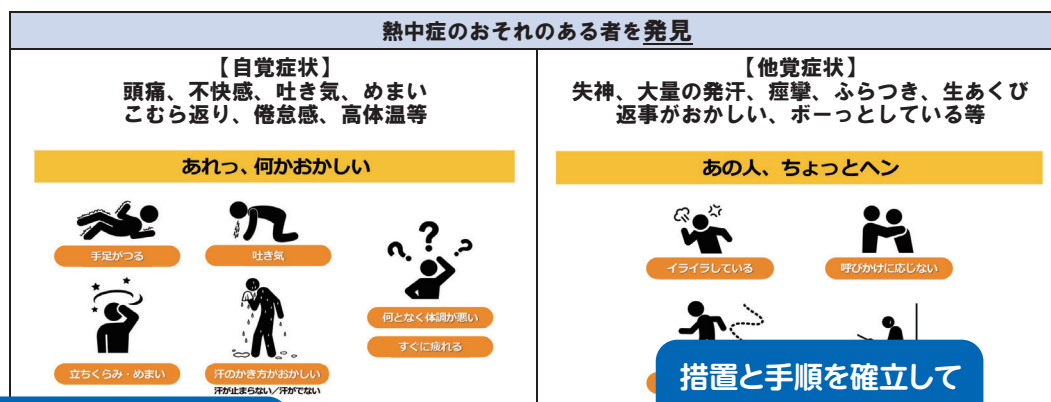 熱中症のおそれのある者を発見
【自覚症状】
頭痛、不快感、吐き気、めまい
こむら返り、倦怠感、高体温等
あれっ、何かおかしい
手足がつる
吐き気
何となく体調が悪い
すぐに疲れる
立ちくらみ・めまい
汗のかき方がおかしい
汗が止まらない／汗がでない
【他覚症状】
失神、大量の発汗、痙攣、ふらつき、生あくび
返事がおかしい、ボーっとしている等
あの人、ちょっとヘン
イライラしている
呼びかけに応じない
措置と手順を確立して